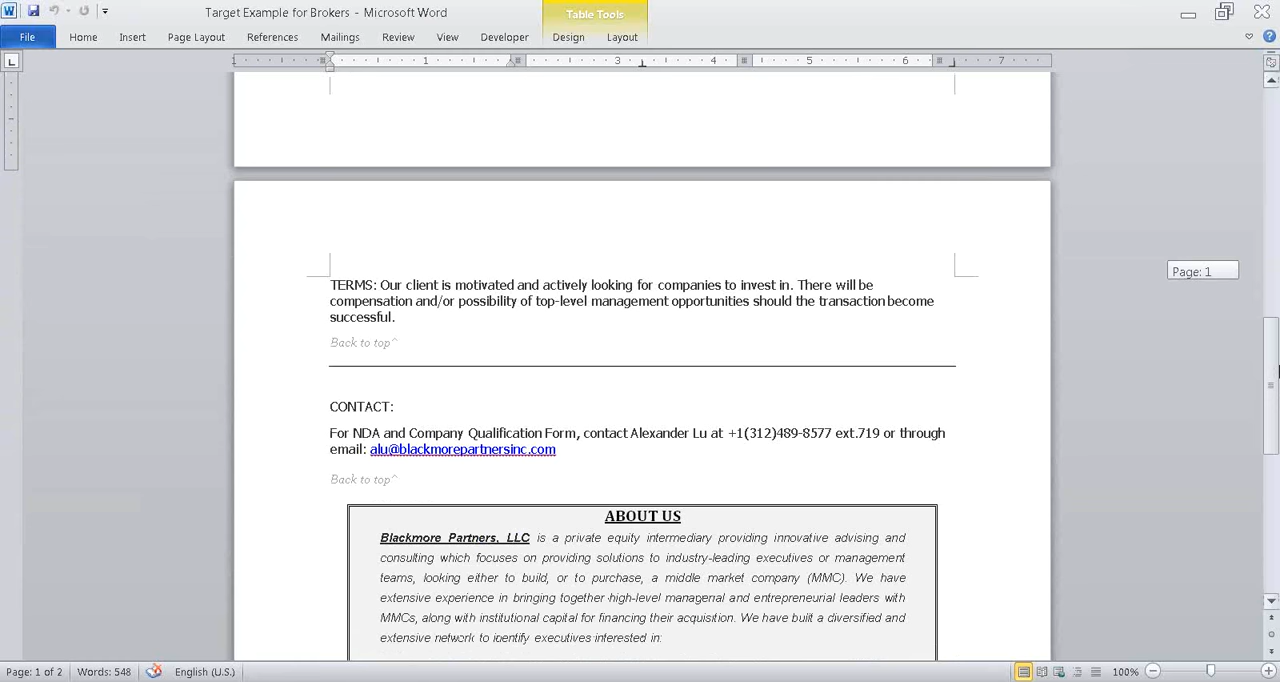 Target Example for Brokers - Microsoft Word
Table Tools
File Home Insert Page Layout References Mailings Review View Developer Design Layout
1 1 3 4 5 6 7
Page: 1
TERMS: Our client is motivated and actively looking for companies to invest in. There will be
compensation and/or possibility of top-level management opportunities should the transaction become
successful.
Back to top^
CONTACT:
For NDA and Company Qualification Form, contact Alexander Lu at +1(312)489-8577 ext.719 or through
email: alu@blackmorepartnersinc.com
Back to top^
ABOUT US
Blackmore Partners, LLC is a private equity intermediary providing innovative advising and
consulting which focuses on providing solutions to industry-leading executives or management
teams, looking either to build, or to purchase, a middle market company (MMC). We have
extensive experience in bringing together high-level managerial and entrepreneurial leaders with
MMCs, along with institutional capital for financing their acquisition. We have built a diversified and
extensive network to identify executives interested in:
Page: 1 of 2 Words: 548 English (U.S.) 100%